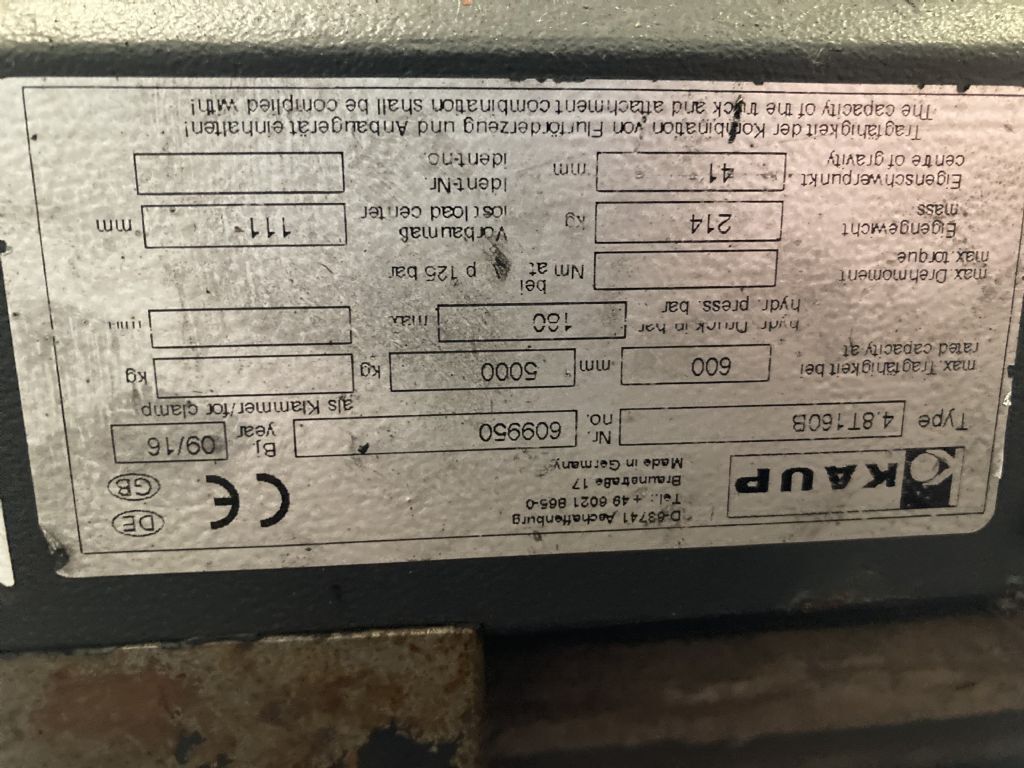 KAUP
D-63741 Aschaffenburg
Tel.: + 49 6021 865-0
Braunstraße 17
Made in Germany
CE
DE
GB
Type 4.8T160B
Nr. no. 609950
Bj. year 09/16
max. Tragfähigkeit bei
rated capacity at
600 mm 5000 kg
als Klammer/for clamp
kg
hydr. Druck in bar
hydr. press. bar
160 max.
max. Drehmoment
max. torque
Nm at bei p 125 bar
Eigengewicht
mass
214 kg
Vorbaumaß
lost load center
111 mm
Eigenschwerpunkt
centre of gravity
41 mm
Ident-Nr.
ident-no.
Tragfähigkeit der Kombination von Flurförderzeug und Anbaugerät einhalten!
The capacity of the truck and attachment combination shall be complied with!